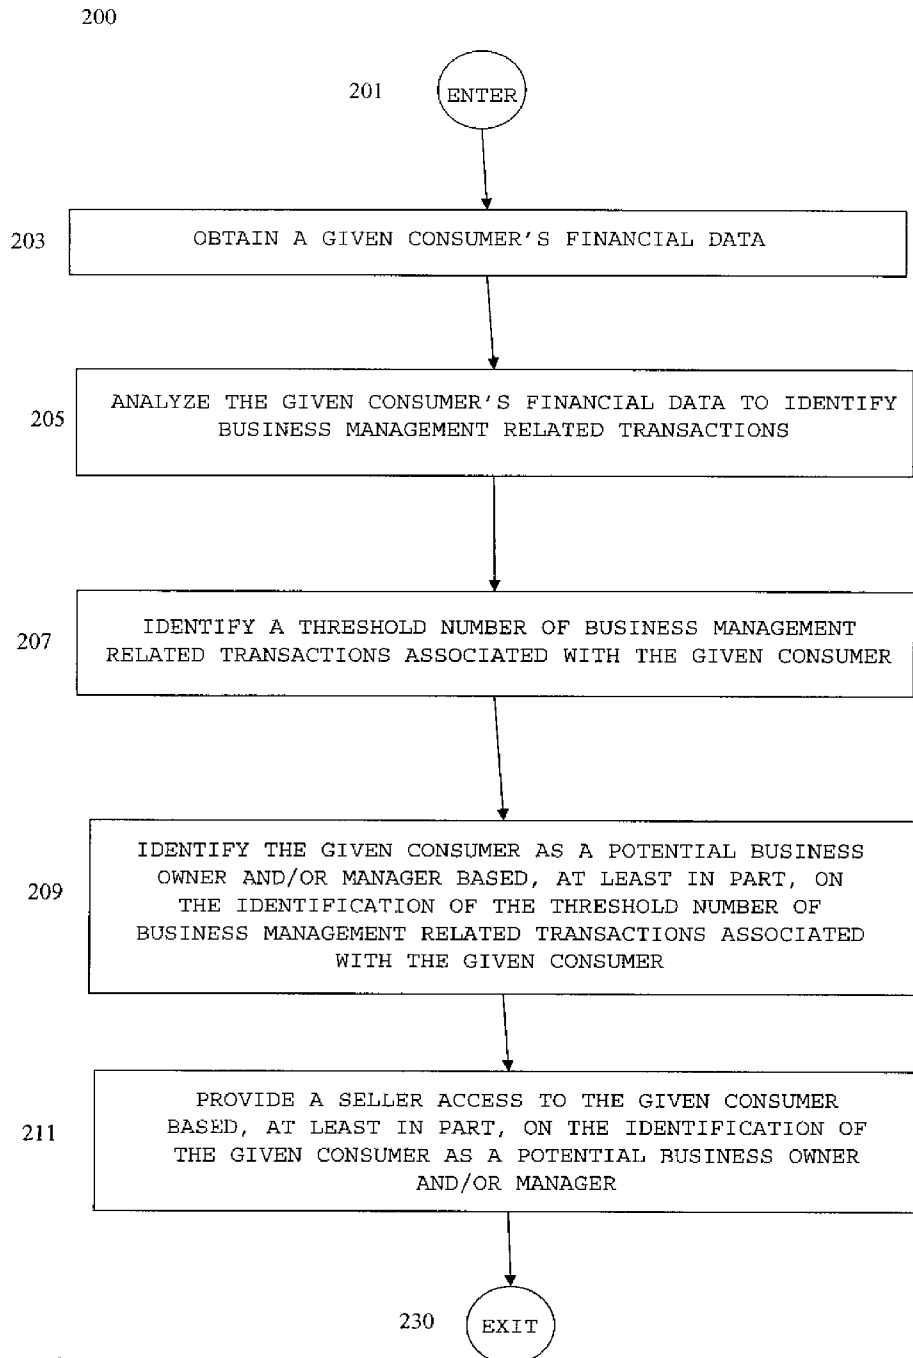 200
201
ENTER
203
OBTAIN A GIVEN CONSUMER'S FINANCIAL DATA
205
ANALYZE THE GIVEN CONSUMER'S FINANCIAL DATA TO IDENTIFY
BUSINESS MANAGEMENT RELATED TRANSACTIONS
207
IDENTIFY A THRESHOLD NUMBER OF BUSINESS MANAGEMENT
RELATED TRANSACTIONS ASSOCIATED WITH THE GIVEN CONSUMER
209
IDENTIFY THE GIVEN CONSUMER AS A POTENTIAL BUSINESS
OWNER AND/OR MANAGER BASED, AT LEAST IN PART, ON
THE IDENTIFICATION OF THE THRESHOLD NUMBER OF
BUSINESS MANAGEMENT RELATED TRANSACTIONS ASSOCIATED
WITH THE GIVEN CONSUMER
211
PROVIDE A SELLER ACCESS TO THE GIVEN CONSUMER
BASED, AT LEAST IN PART, ON THE IDENTIFICATION OF
THE GIVEN CONSUMER AS A POTENTIAL BUSINESS OWNER
AND/OR MANAGER
230
EXIT